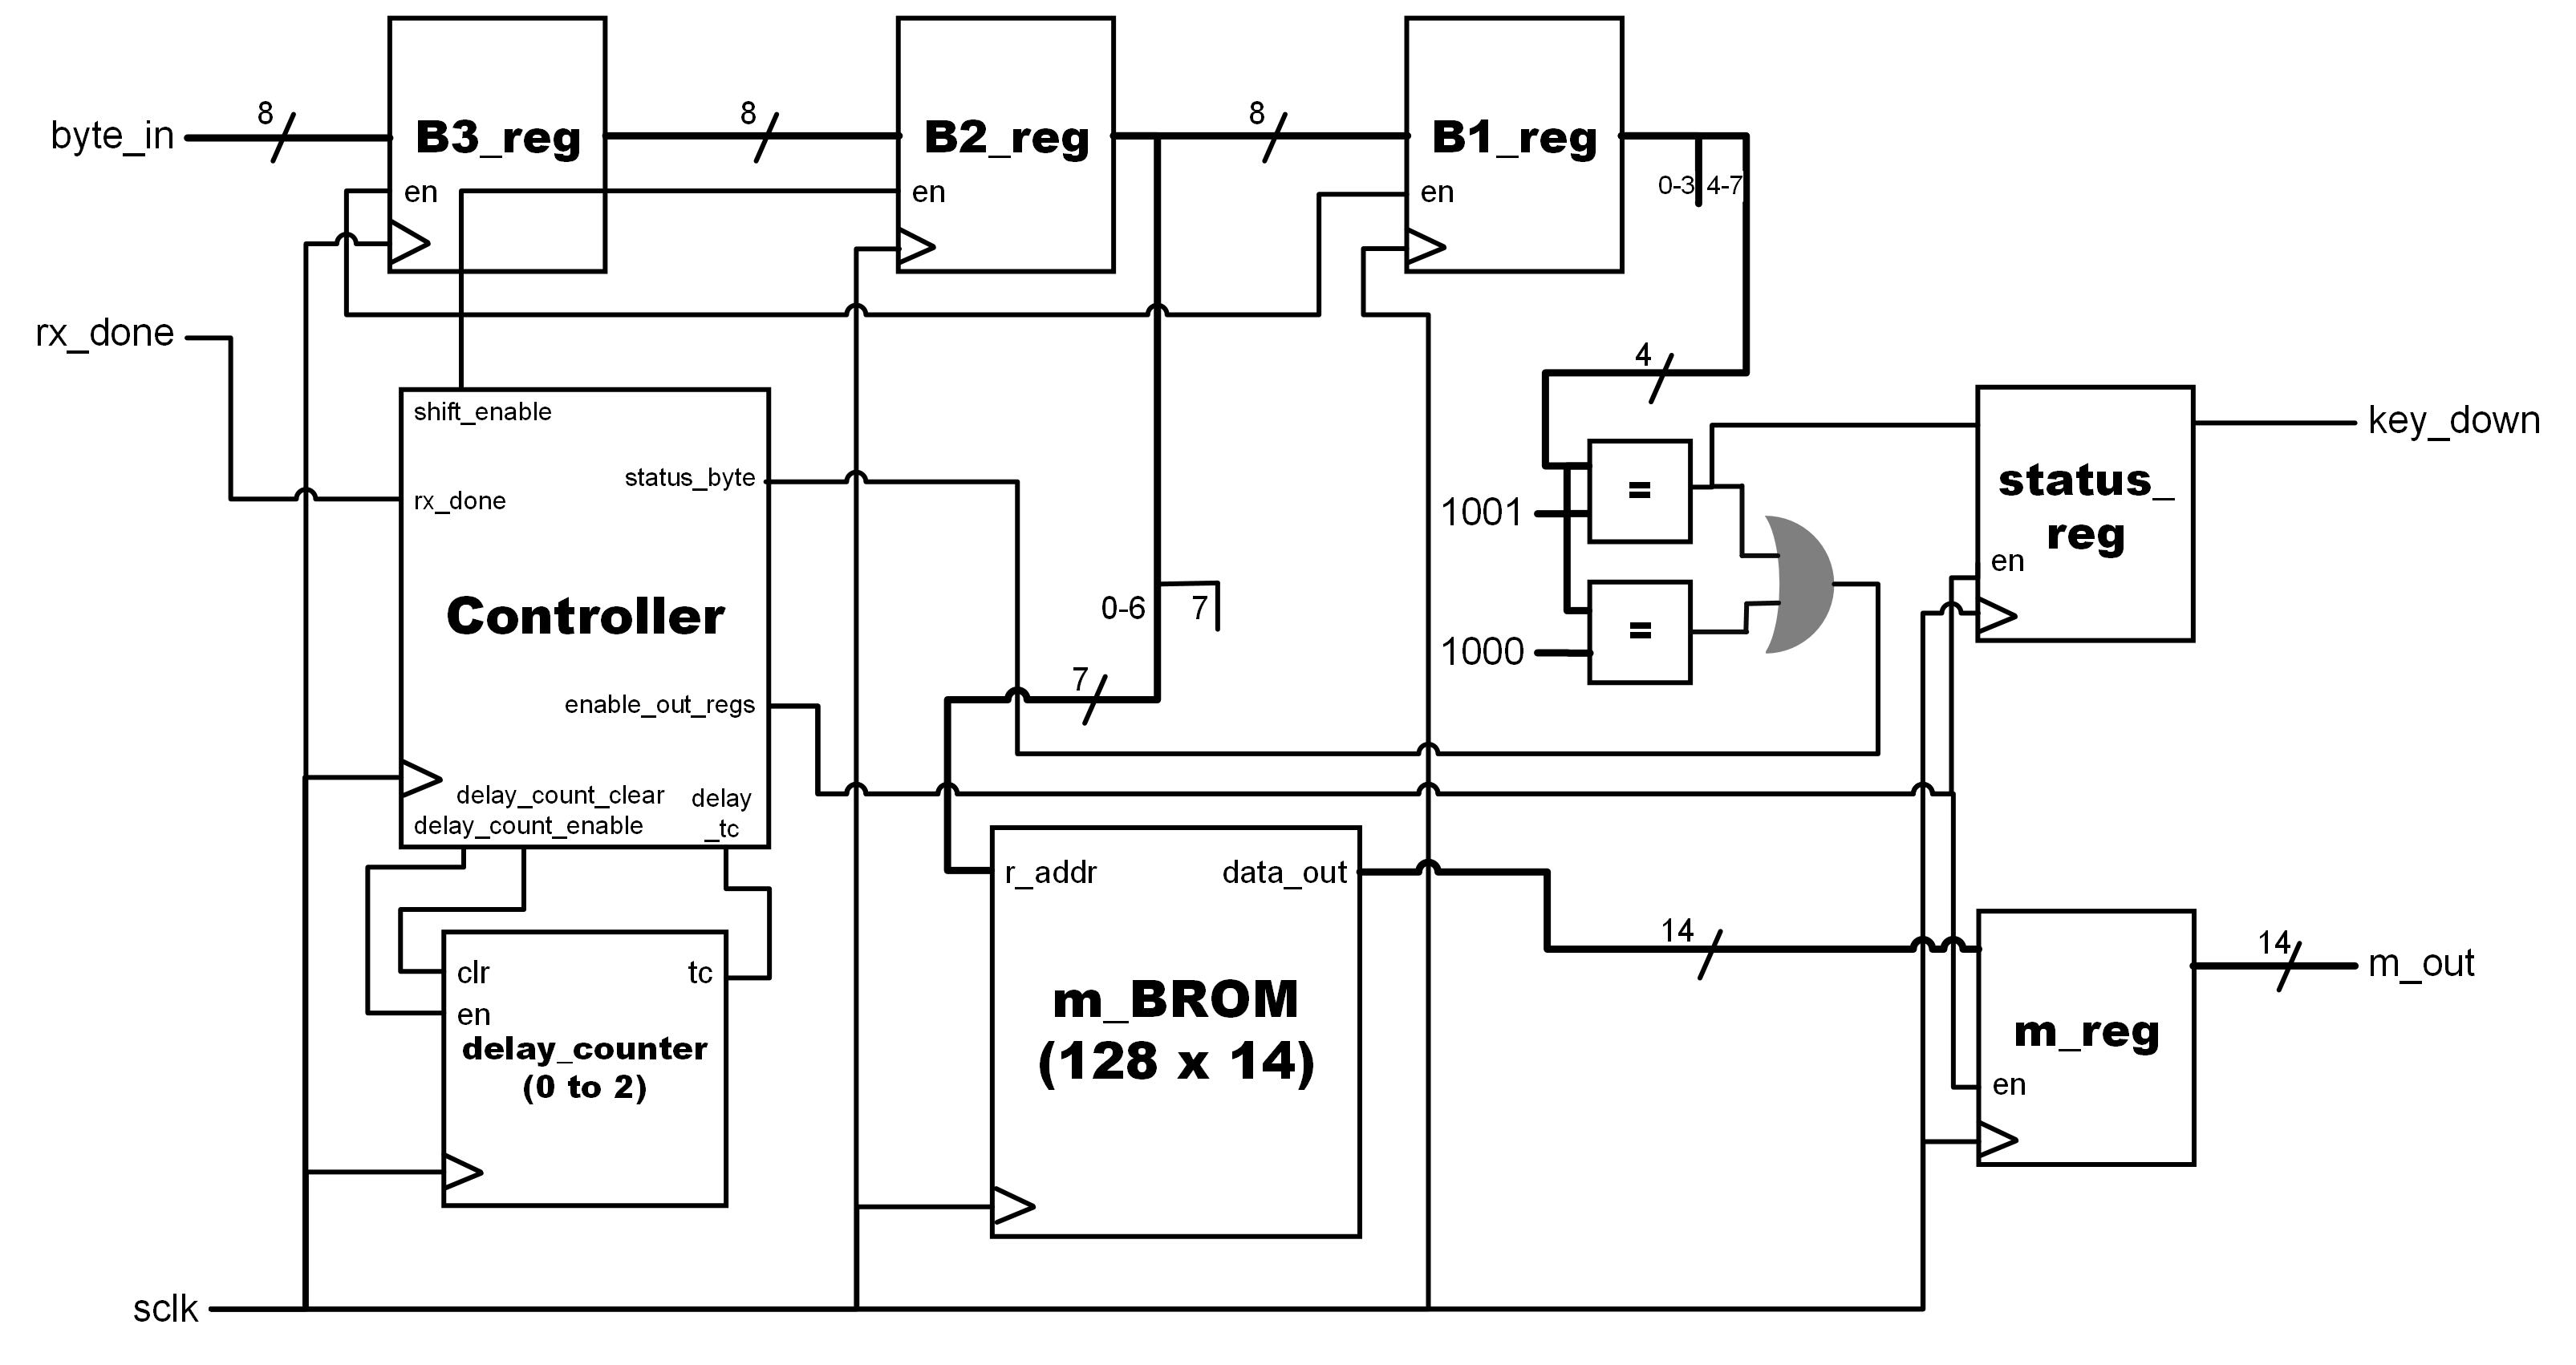 8
8
8
byte_in
B3_reg
B2_reg
B1_reg
en
en
en
0-3
4-7
rx_done
4
shift_enable
key_down
status_byte
rx_done
=
1001
status_
reg
en
Controller
0-6
7
=
1000
7
enable_out_regs
delay_count_clear
delay_count_enable
delay
_tc
r_addr
data_out
14
14
clr
tc
en
m_BROM
(128 x 14)
m_out
delay_counter
(0 to 2)
m_reg
en
sclk